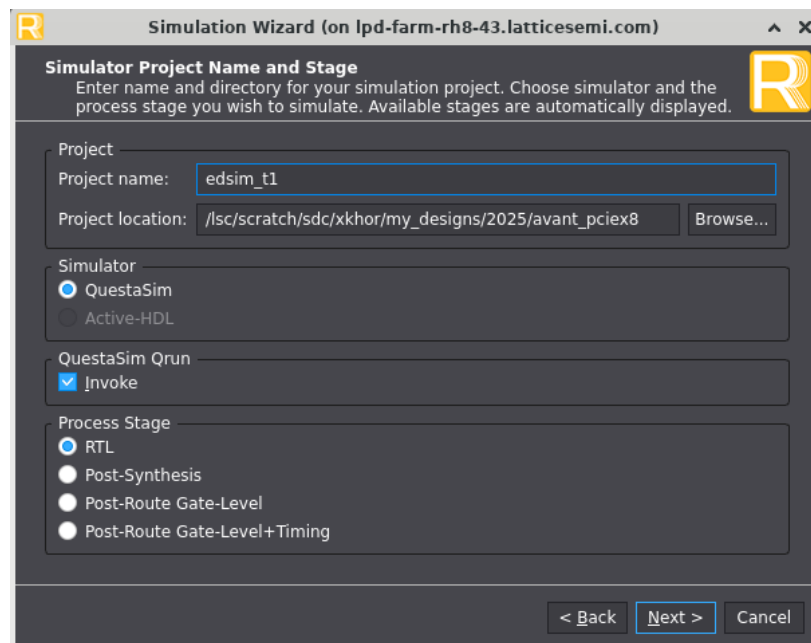 Simulation Wizard (on lpd-farm-rh8-43.latticesemi.com)
Simulator Project Name and Stage
Enter name and directory for your simulation project. Choose simulator and the
process stage you wish to simulate. Available stages are automatically displayed.
Project
Project name: edsim_t1
Project location: /lsc/scratch/sdc/xkhor/my_designs/2025/avant_pciex8 Browse...
Simulator
QuestaSim
Active-HDL
QuestaSim Qrun
Invoke
Process Stage
RTL
Post-Synthesis
Post-Route Gate-Level
Post-Route Gate-Level+Timing
< Back Next > Cancel